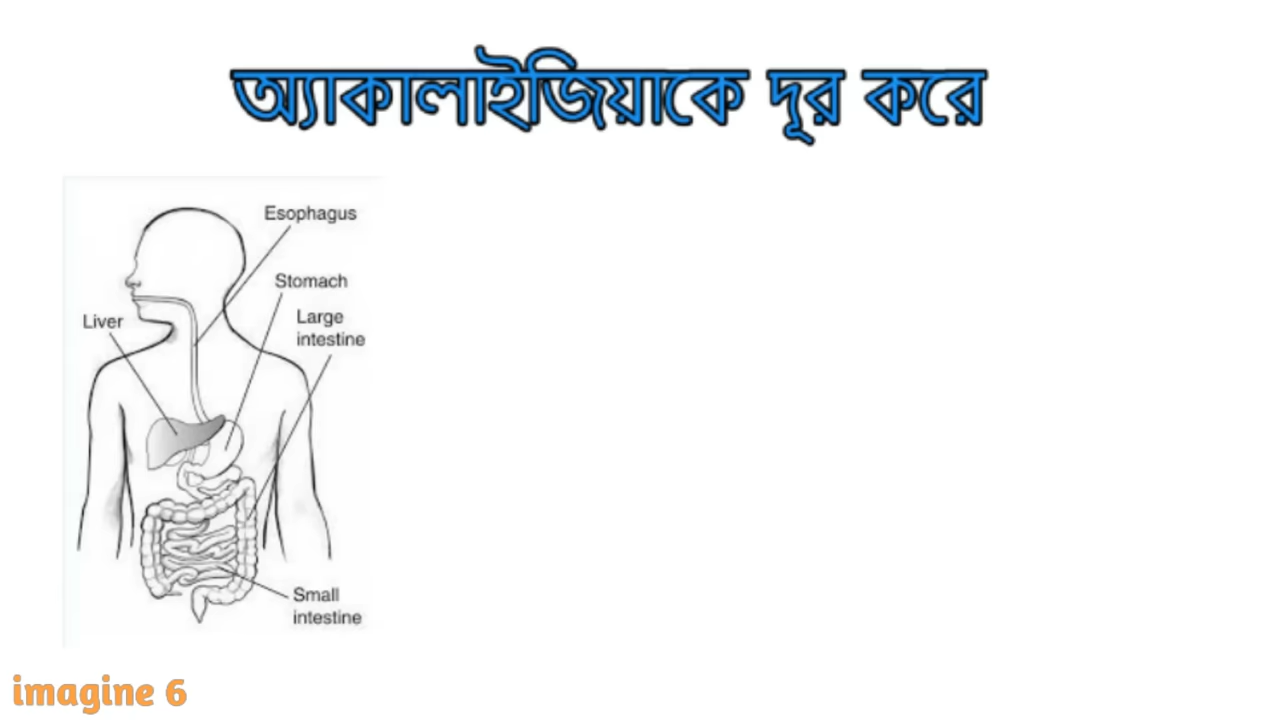 অ্যাকালাইজিয়াকে দূর করে
Esophagus
Stomach
Large
intestine
Liver
Small
intestine
imagine 6